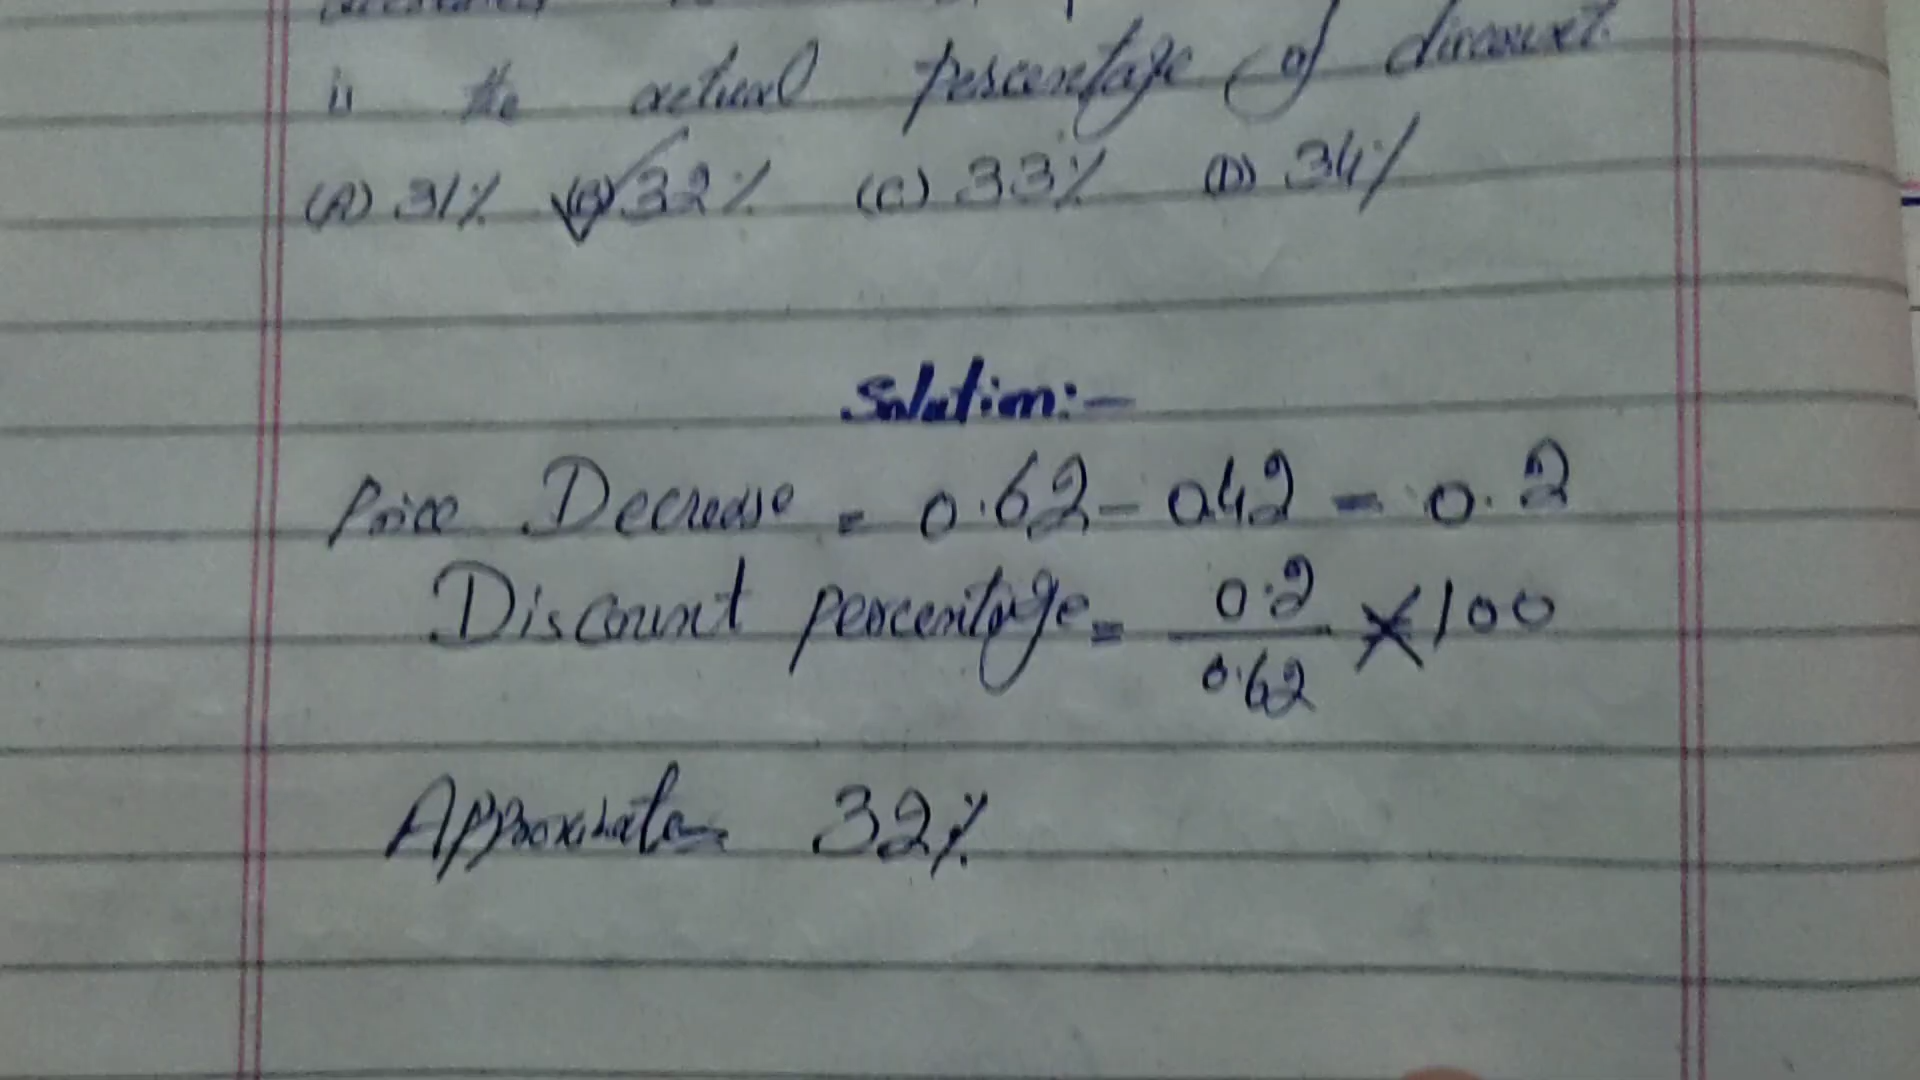 is the actual percentage of discount.
(A) 31% (B) 32% (C) 33% (D) 34%
Solution:-
Price Decrease = 0.62 - 0.42 = 0.2
Discount percentage = 0.2/0.62 × 100
Approximate = 32%